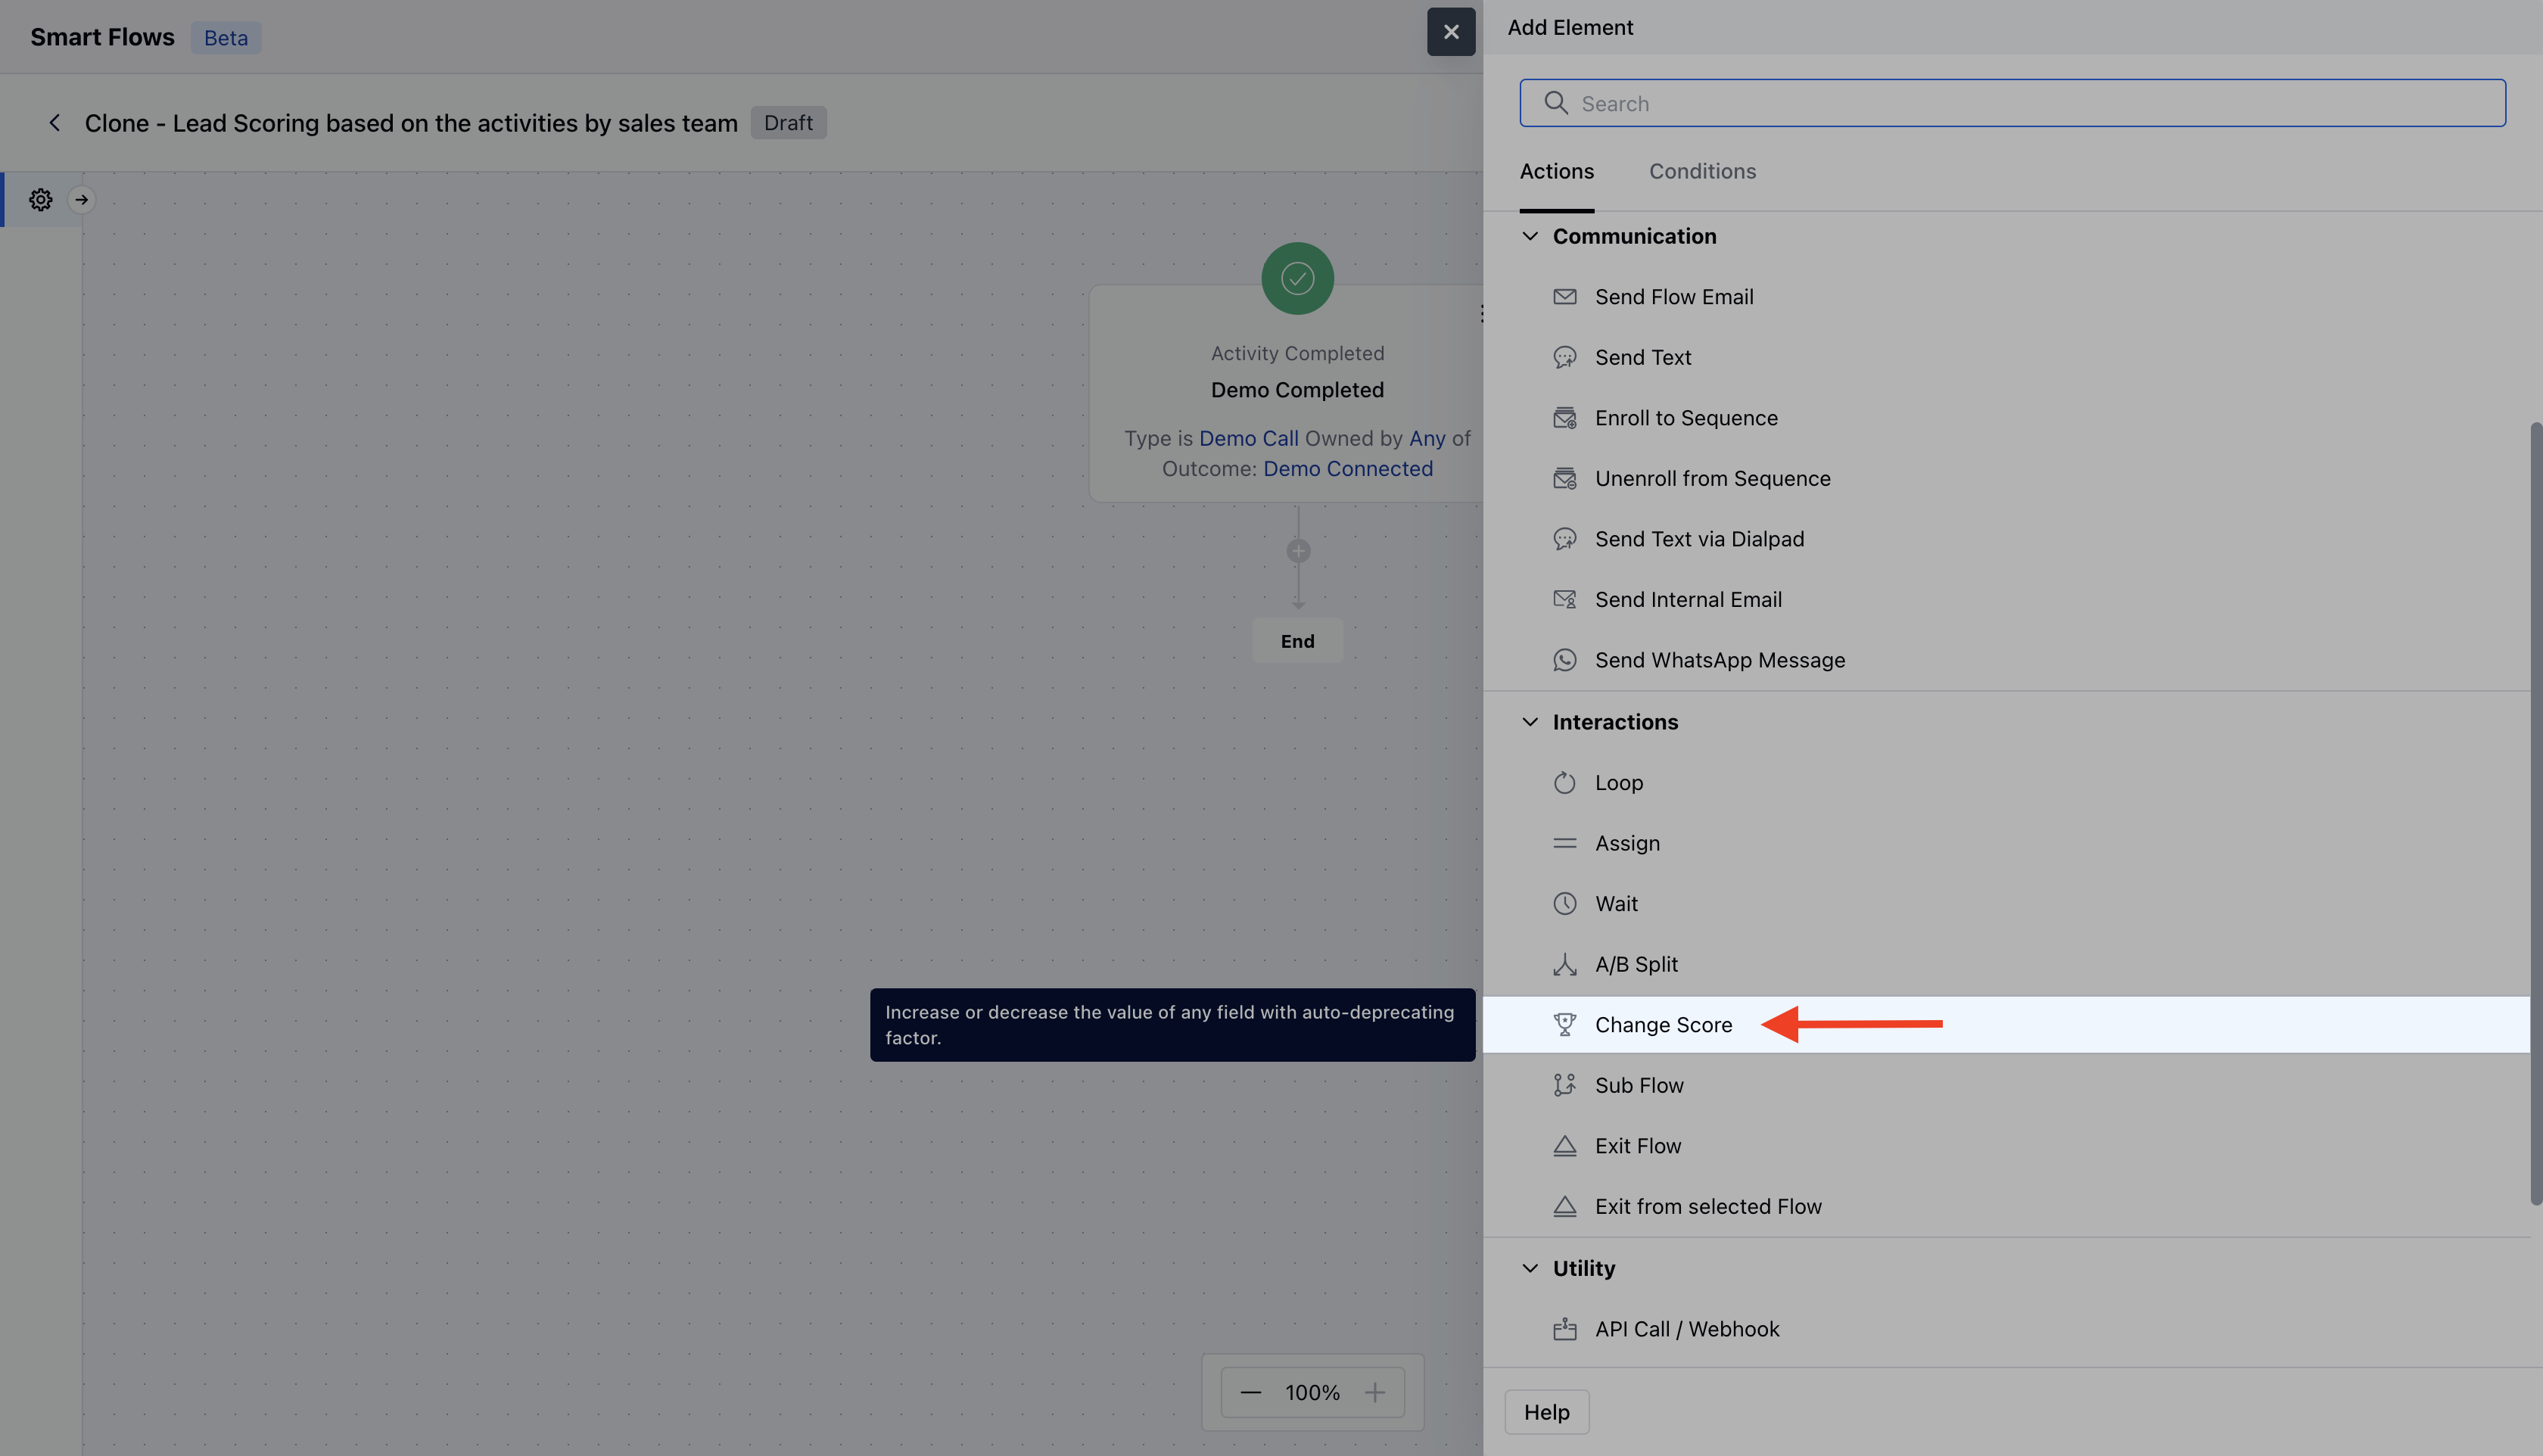 Smart Flows
Beta
Clone - Lead Scoring based on the activities by sales team
Draft
Activity Completed
Demo Completed
Type is Demo Call Owned by Any of
Outcome: Demo Connected
End
Increase or decrease the value of any field with auto-deprecating
factor.
100%
Add Element
Search
Actions
Conditions
Communication
Send Flow Email
Send Text
Enroll to Sequence
Unenroll from Sequence
Send Text via Dialpad
Send Internal Email
Send WhatsApp Message
Interactions
Loop
Assign
Wait
A/B Split
Change Score
Sub Flow
Exit Flow
Exit from selected Flow
Utility
API Call / Webhook
Help